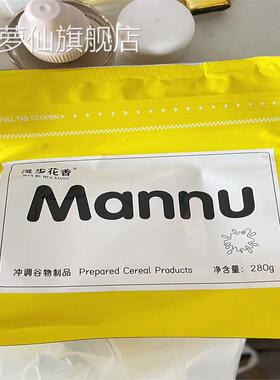 萝仙旗舰店
PULL TAB TO OPEN
漫步花香
MAN BU HUA XIANG
Mannu
冲调谷物制品 Prepared Cereal Products 净含量: 280g